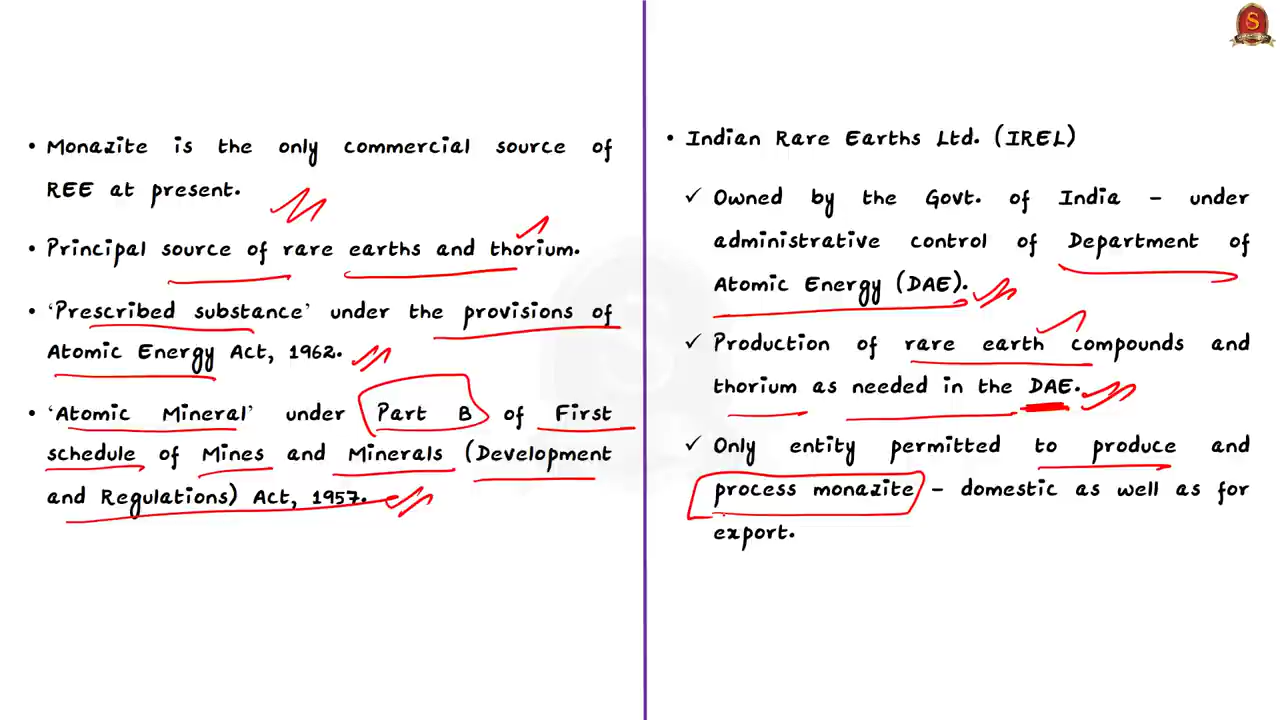 • Monazite is the only commercial source of
REE at present.
• Principal source of rare earths and thorium.
• 'Prescribed substance' under the provisions of
Atomic Energy Act, 1962.
• 'Atomic Mineral' under Part B of First
schedule of Mines and Minerals (Development
and Regulations) Act, 1957.
• Indian Rare Earths Ltd. (IREL)
✓ Owned by the Govt. of India - under
administrative control of Department of
Atomic Energy (DAE).
✓ Production of rare earth compounds and
thorium as needed in the DAE.
✓ Only entity permitted to produce and
process monazite - domestic as well as for
export.
S